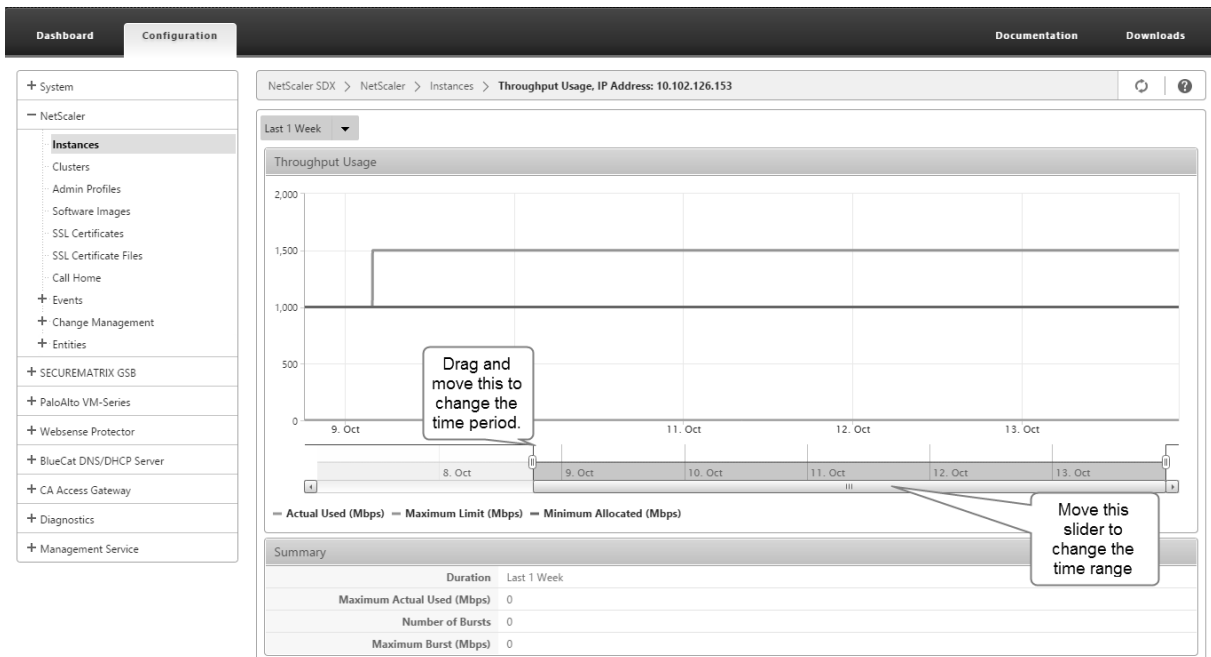 Dashboard
Configuration
Documentation
Downloads
+ System
− NetScaler
Instances
Clusters
Admin Profiles
Software Images
SSL Certificates
SSL Certificate Files
Call Home
+ Events
+ Change Management
+ Entities
+ SECUREMATRIX GSB
+ PaloAlto VM-Series
+ Websense Protector
+ BlueCat DNS/DHCP Server
+ CA Access Gateway
+ Diagnostics
+ Management Service
NetScaler SDX > NetScaler > Instances > Throughput Usage, IP Address: 10.102.126.153
Last 1 Week
Throughput Usage
2,000
1,500
1,000
500
0
9. Oct
11. Oct
12. Oct
13. Oct
Drag and
move this to
change the
time period.
8. Oct
9. Oct
10. Oct
11. Oct
12. Oct
13. Oct
Move this
slider to
change the
time range
Actual Used (Mbps) Maximum Limit (Mbps) Minimum Allocated (Mbps)
Summary
Duration Last 1 Week
Maximum Actual Used (Mbps) 0
Number of Bursts 0
Maximum Burst (Mbps) 0